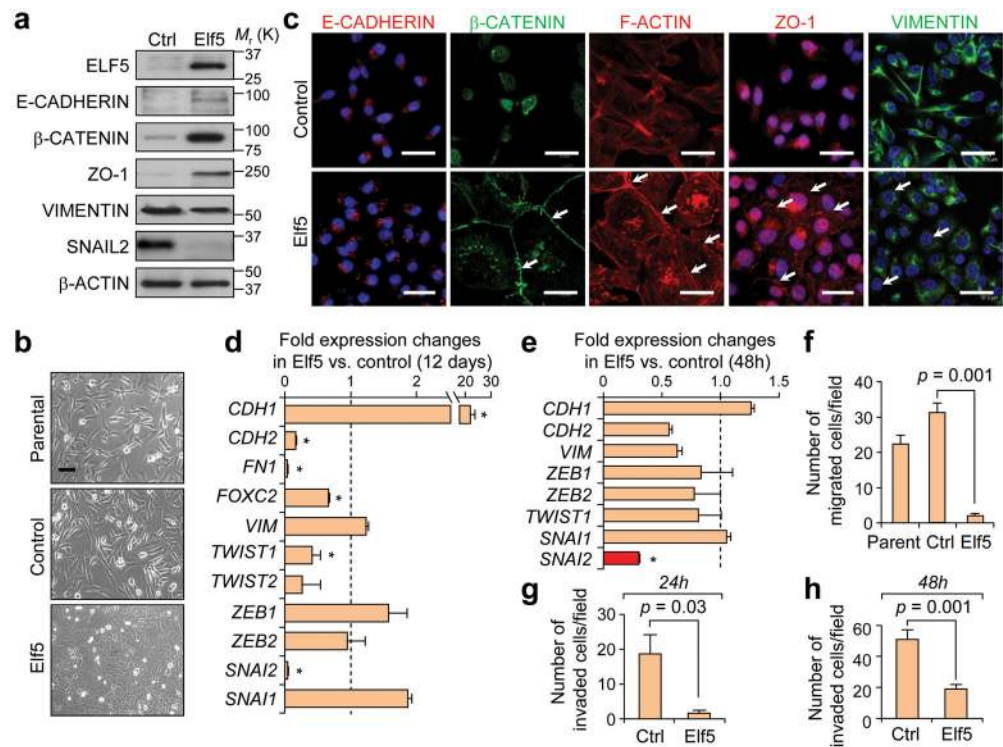 a
Ctrl Elf5 Mr (K)
ELF5
37
25
E-CADHERIN
100
β-CATENIN
100
75
ZO-1
250
VIMENTIN
50
SNAIL2
37
β-ACTIN
50
37
c
E-CADHERIN β-CATENIN F-ACTIN ZO-1 VIMENTIN
Control
Elf5
b
Parental
Control
Elf5
d
Fold expression changes
in Elf5 vs. control (12 days)
0 1 2 20 30
CDH1 *
CDH2 *
FN1 *
FOXC2 *
VIM
TWIST1 *
TWIST2
ZEB1
ZEB2
SNAI2 *
SNAI1
e
Fold expression changes
in Elf5 vs. control (48h)
0 0.5 1.0 1.5
CDH1
CDH2
VIM
ZEB1
ZEB2
TWIST1
SNAI1
SNAI2 *
f
Number of
migrated cells/field
p = 0.001
40
30
20
10
0
Parent Ctrl Elf5
g
24h
Number of
invaded cells/field
p = 0.03
30
20
10
0
Ctrl Elf5
h
48h
Number of
invaded cells/field
p = 0.001
60
40
20
0
Ctrl Elf5